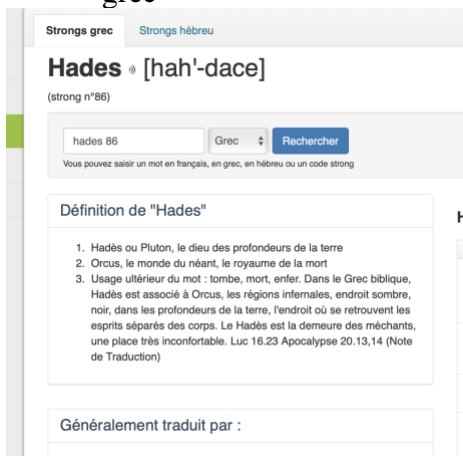 grec
Strongs grec Strongs hébreu
Hades [hah'-dace]
(strong n°86)
hades 86 Grec Rechercher
Vous pouvez saisir un mot en français, en grec, en hébreu ou un code strong
Définition de "Hades"
1. Hadès ou Pluton, le dieu des profondeurs de la terre
2. Orcus, le monde du néant, le royaume de la mort
3. Usage ultérieur du mot : tombe, mort, enfer. Dans le Grec biblique,
Hadès est associé à Orcus, les régions infernales, endroit sombre,
noir, dans les profondeurs de la terre, l'endroit où se retrouvent les
esprits séparés des corps. Le Hadès est la demeure des méchants,
une place très inconfortable. Luc 16.23 Apocalypse 20.13,14 (Note
de Traduction)
Généralement traduit par :